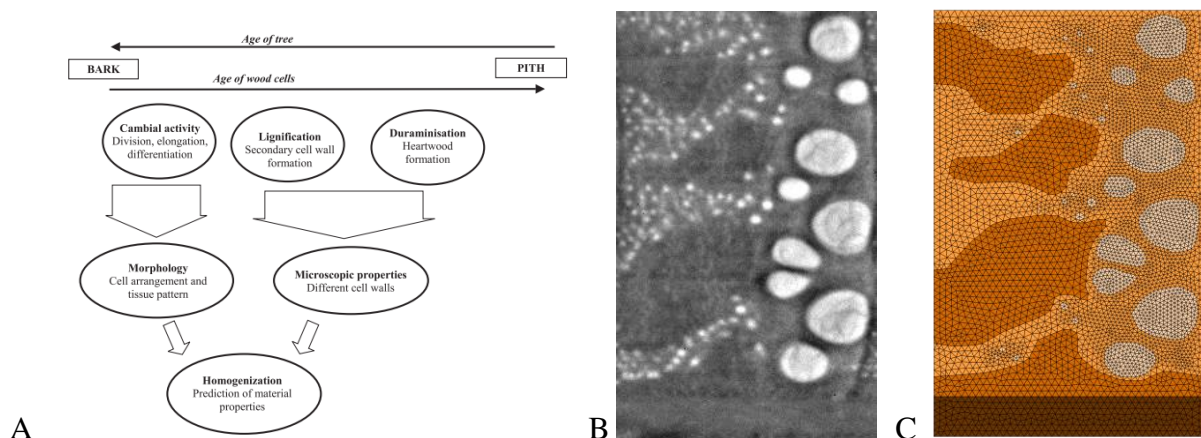 Age of tree
BARK
PITH
Age of wood cells
Cambial activity
Division, elongation,
differentiation
Lignification
Secondary cell wall
formation
Duraminisation
Heartwood
formation
Morphology
Cell arrangement and
tissue pattern
Microscopic properties
Different cell walls
Homogenization
Prediction of material
properties
A
B
C